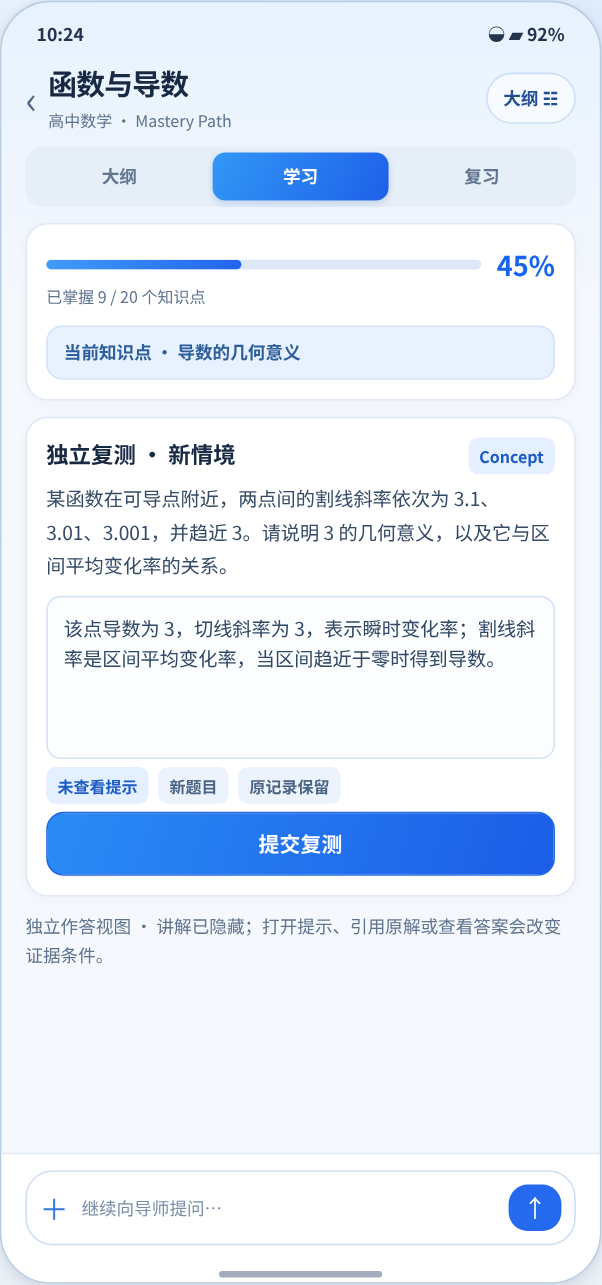 10:24
92%
函数与导数
高中数学 · Mastery Path
大纲
大纲
学习
复习
45%
已掌握 9 / 20 个知识点
当前知识点 · 导数的几何意义
独立复测 · 新情境
Concept
某函数在可导点附近，两点间的割线斜率依次为 3.1、
3.01、3.001，并趋近 3。请说明 3 的几何意义，以及它与区
间平均变化率的关系。
该点导数为 3，切线斜率为 3，表示瞬时变化率；割线斜
率是区间平均变化率，当区间趋近于零时得到导数。
未查看提示
新题目
原记录保留
提交复测
独立作答视图 · 讲解已隐藏；打开提示、引用原解或查看答案会改变
证据条件。
继续向导师提问…